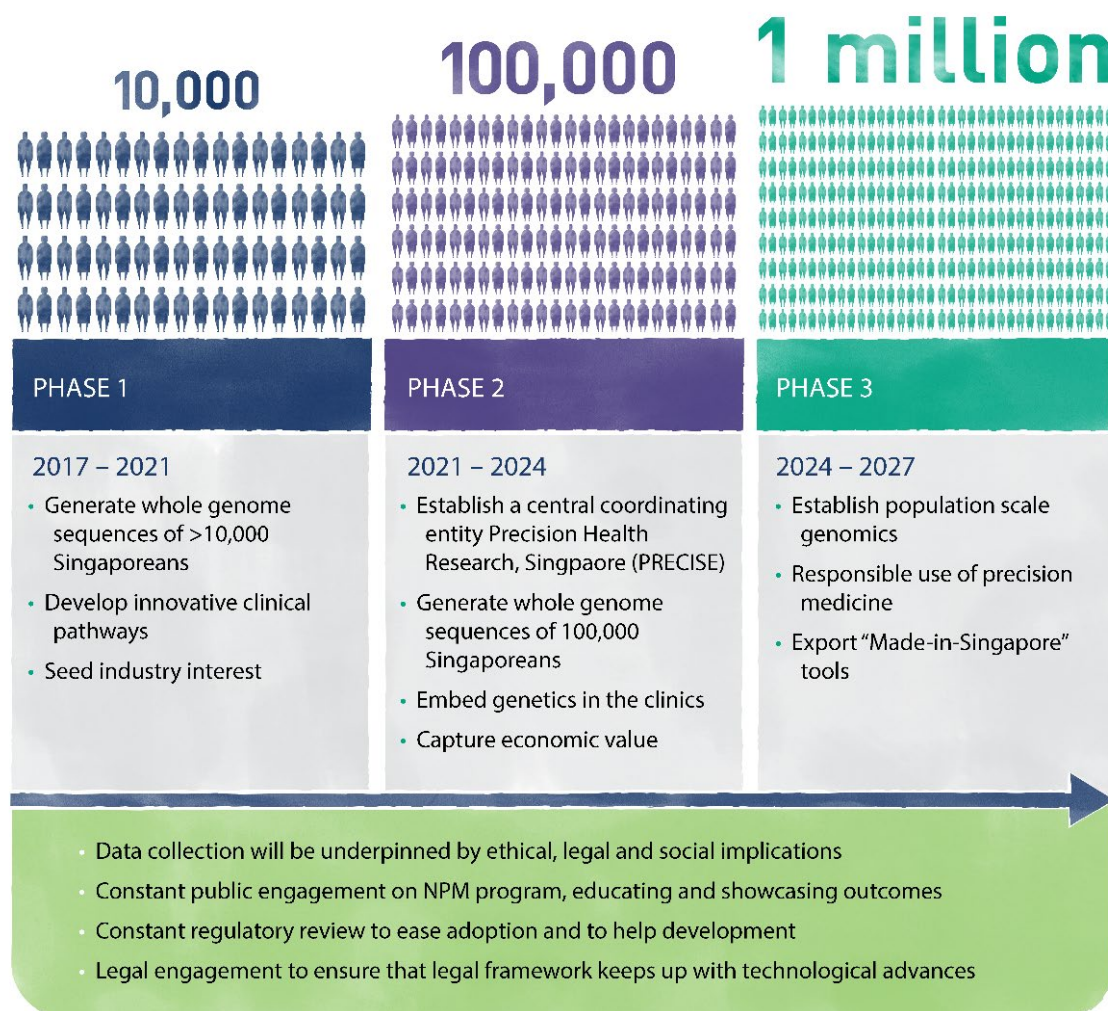 10,000
100,000
1 million
PHASE 1
2017 – 2021
• Generate whole genome
sequences of >10,000
Singaporeans
• Develop innovative clinical
pathways
• Seed industry interest
PHASE 2
2021 – 2024
• Establish a central coordinating
entity Precision Health
Research, Singpaore (PRECISE)
• Generate whole genome
sequences of 100,000
Singaporeans
• Embed genetics in the clinics
• Capture economic value
PHASE 3
2024 – 2027
• Establish population scale
genomics
• Responsible use of precision
medicine
• Export “Made-in-Singapore”
tools
• Data collection will be underpinned by ethical, legal and social implications
• Constant public engagement on NPM program, educating and showcasing outcomes
• Constant regulatory review to ease adoption and to help development
• Legal engagement to ensure that legal framework keeps up with technological advances